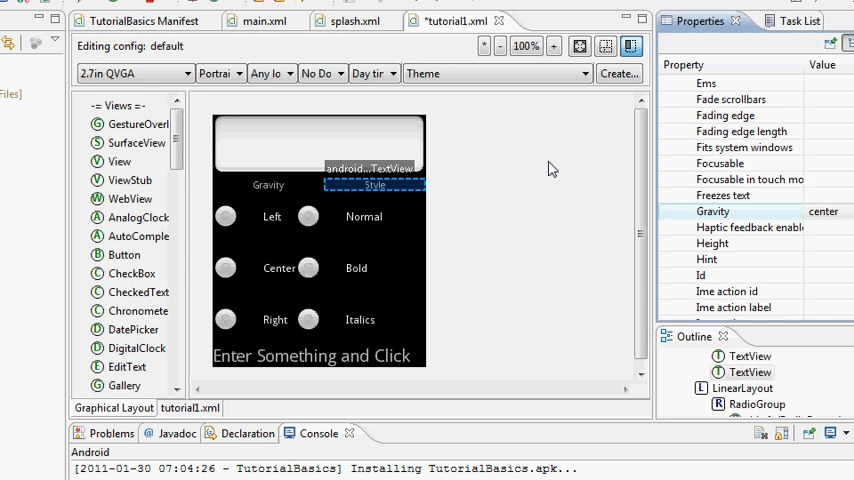 TutorialBasics Manifest
main.xml
splash.xml
*tutorial1.xml
Properties
Task List
Editing config: default
100%
2.7in QVGA
Portrai
Any lo
No Do
Day tir
Theme
Create...
Property
Value
Files]
-= Views =-
GestureOverl
SurfaceView
View
ViewStub
WebView
AnalogClock
AutoComple
Button
CheckBox
CheckedText
Chronomete
DatePicker
DigitalClock
EditText
Gallery
android...TextView
Gravity
Style
Left
Normal
Center
Bold
Right
Italics
Enter Something and Click
Ems
Fade scrollbars
Fading edge
Fading edge length
Fits system windows
Focusable
Focusable in touch mo
Freezes text
Gravity
center
Haptic feedback enable
Height
Hint
Id
Ime action id
Ime action label
Outline
TextView
TextView
LinearLayout
RadioGroup
Graphical Layout
tutorial1.xml
Problems
Javadoc
Declaration
Console
Android
[2011-01-30 07:04:26 - TutorialBasics] Installing TutorialBasics.apk...